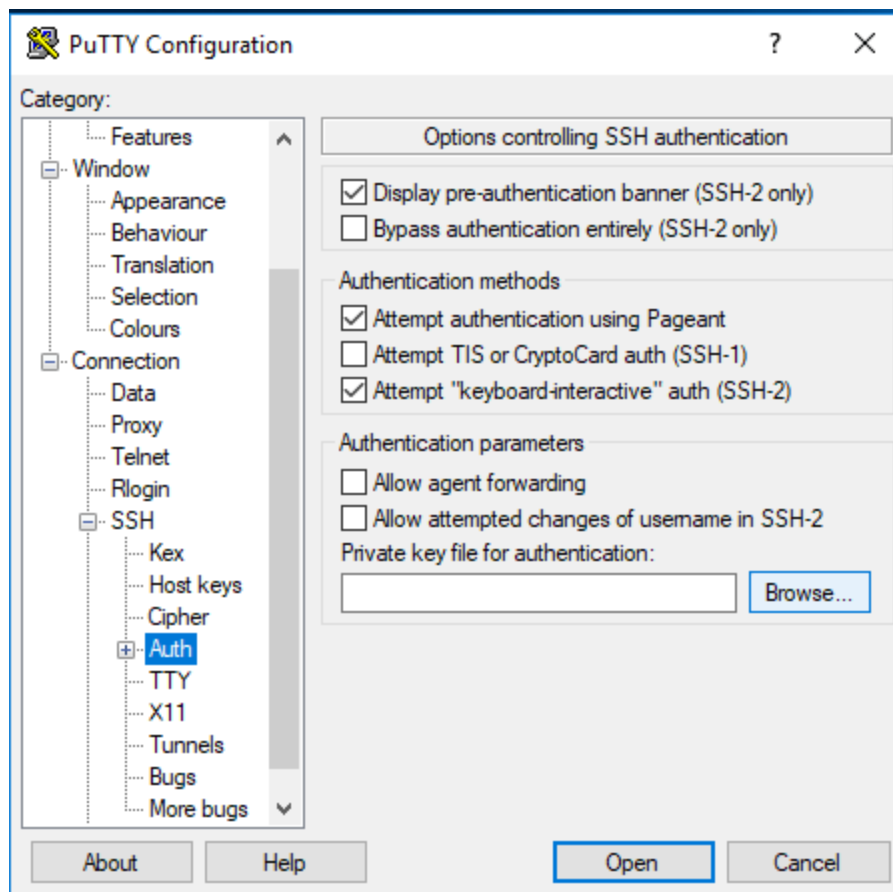 PuTTY Configuration
?
Category:
Features
Window
Appearance
Behaviour
Translation
Selection
Colours
Connection
Data
Proxy
Telnet
Rlogin
SSH
Kex
Host keys
Cipher
Auth
TTY
X11
Tunnels
Bugs
More bugs
Options controlling SSH authentication
Display pre-authentication banner (SSH-2 only)
Bypass authentication entirely (SSH-2 only)
Authentication methods
Attempt authentication using Pageant
Attempt TIS or CryptoCard auth (SSH-1)
Attempt "keyboard-interactive" auth (SSH-2)
Authentication parameters
Allow agent forwarding
Allow attempted changes of username in SSH-2
Private key file for authentication:
Browse...
About
Help
Open
Cancel